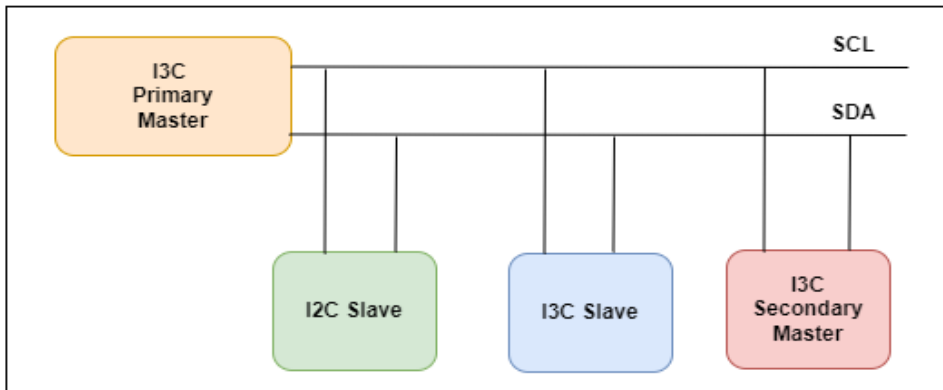 SCL
I3C
Primary
Master
SDA
I2C Slave
I3C Slave
I3C
Secondary
Master